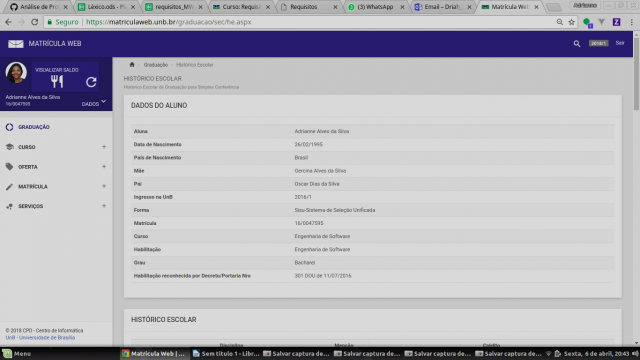 Análise de Pro
Léxico.ods - Pla
requisitos_MW
Curso: Requisi
Requisitos
(3) WhatsApp
Email – Drial
Matrícula Web
Adrianne
Seguro | https://matriculaweb.unb.br/graduacao/sec/he.aspx
MATRÍCULA WEB
2018/1 Sair
VISUALIZAR SALDO
Adrianne Alves da Silva
16/0047595 DADOS
GRADUAÇÃO
CURSO +
OFERTA +
MATRÍCULA +
SERVIÇOS +
© 2018 CPD - Centro de Informática
UnB - Universidade de Brasília
> Graduação > Histórico Escolar
HISTÓRICO ESCOLAR
Histórico Escolar de Graduação para Simples Conferência
DADOS DO ALUNO
Aluna Adrianne Alves da Silva
Data de Nascimento 26/02/1995
País de Nascimento Brasil
Mãe Gercina Alves da Silva
Pai Oscar Dias da Silva
Ingresso na UnB 2016/1
Forma Sisu-Sistema de Seleção Unificada
Matrícula 16/0047595
Curso Engenharia de Software
Habilitação Engenharia de Software
Grau Bacharel
Habilitação reconhecida por Decreto/Portaria Nro 301 DOU de 11/07/2016
HISTÓRICO ESCOLAR
Disciplina Menção Crédito
Menu
Matrícula Web | ...
Sem título 1 - Libr...
Salvar captura de...
Salvar captura de...
Salvar captura de...
Salvar captura de...
Sexta, 6 de abril, 20:43